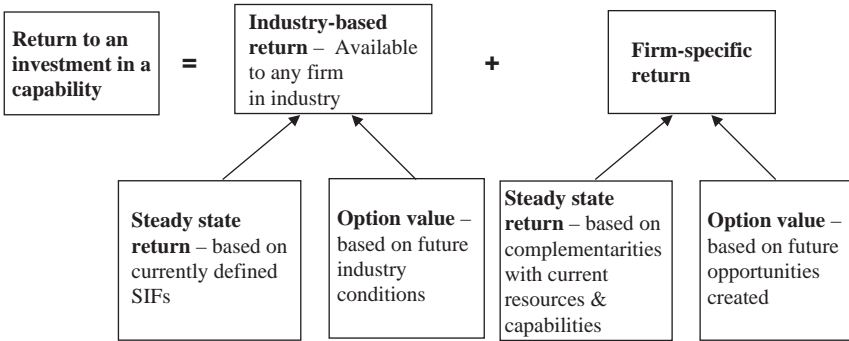 Return to an
investment in a
capability
=
Industry-based
return – Available
to any firm
in industry
+
Firm-specific
return
Steady state
return – based on
currently defined
SIFs
Option value –
based on future
industry
conditions
Steady state
return – based on
complementarities
with current
resources &
capabilities
Option value –
based on future
opportunities
created